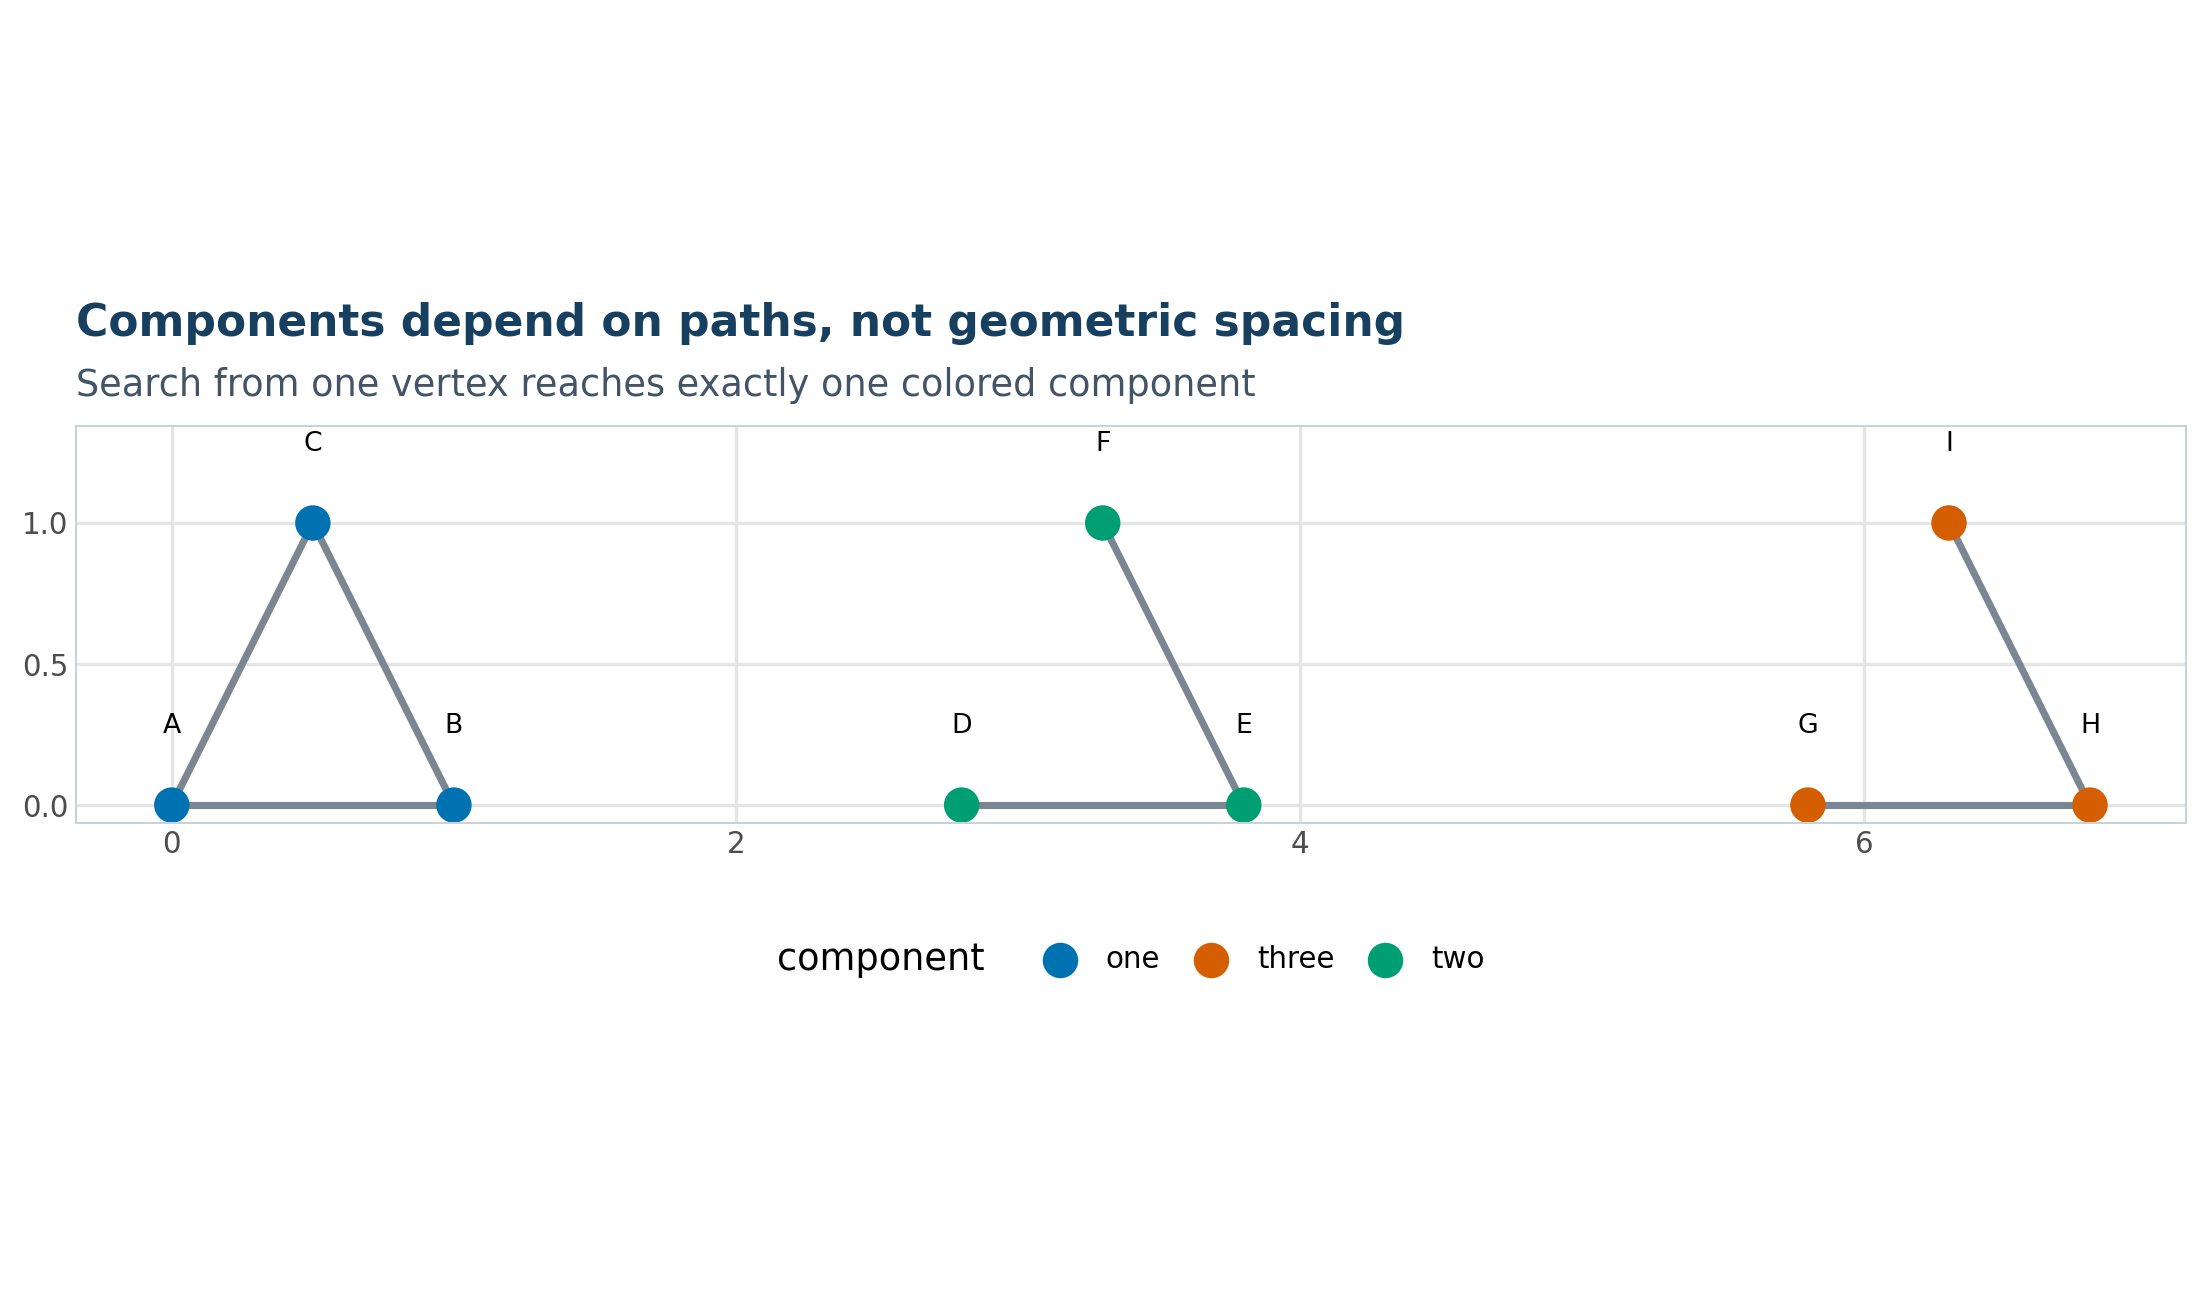 Components depend on paths, not geometric spacing
Search from one vertex reaches exactly one colored component
C F I
1.0
0.5
A B D E G H
0.0
0 2 4 6
component one three two